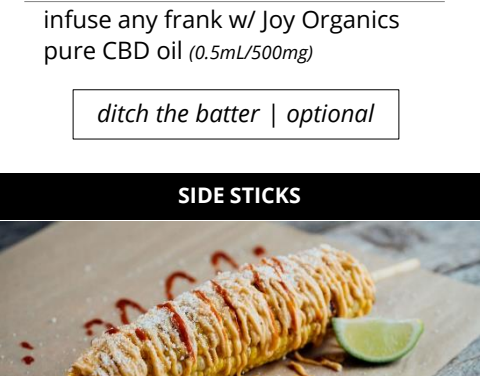 infuse any frank w/ Joy Organics
pure CBD oil (0.5mL/500mg)
ditch the batter | optional
SIDE STICKS